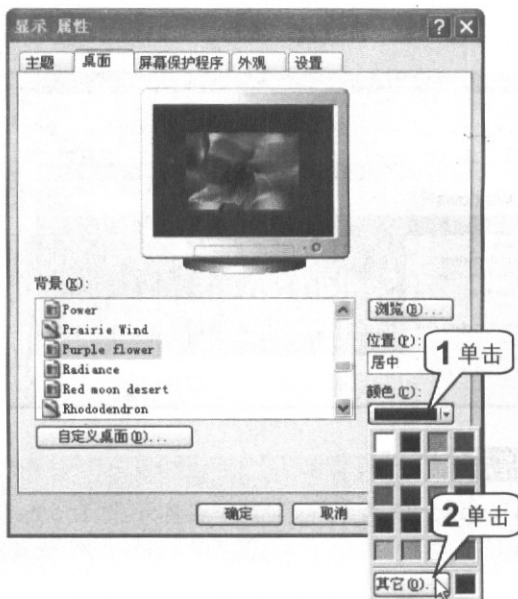 显示 属性
主题 桌面 屏幕保护程序 外观 设置
背景(K):
Power
Prairie Wind
Purple flower
Radiance
Red moon desert
Rhododendron
浏览(B)...
位置(P):
居中
1 单击
颜色(C):
自定义桌面(D)...
确定 取消
2 单击
其它(O)...